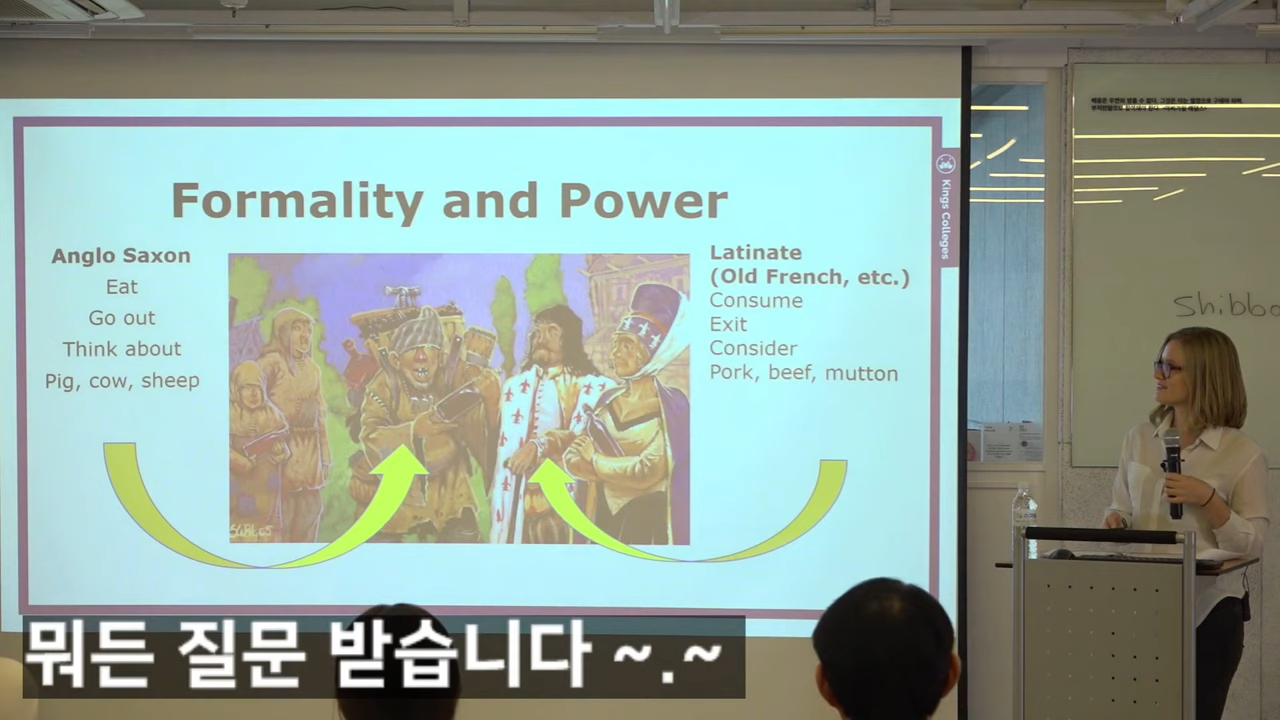 Formality and Power
Kings Colleges
Anglo Saxon
Eat
Go out
Think about
Pig, cow, sheep
Latinate
(Old French, etc.)
Consume
Exit
Consider
Pork, beef, mutton
Shibbo
뭐든 질문 받습니다 ~.~